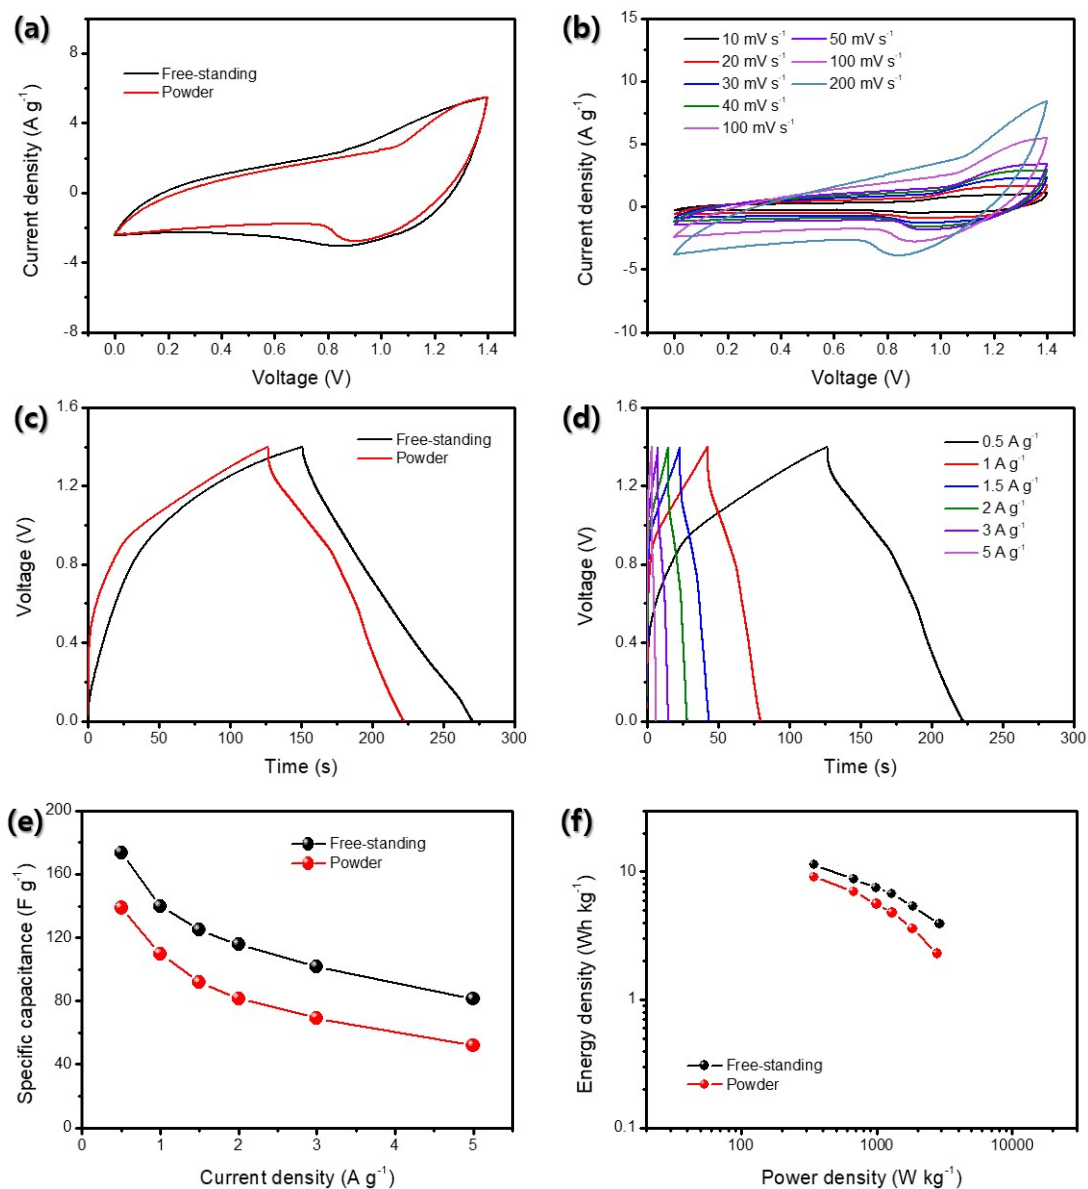 (a)
8
4
0
-4
-8
Current density (A g-1)
0.0 0.2 0.4 0.6 0.8 1.0 1.2 1.4
Voltage (V)
Free-standing
Powder
(b)
15
10
5
0
-5
-10
Current density (A g-1)
0.0 0.2 0.4 0.6 0.8 1.0 1.2 1.4
Voltage (V)
10 mV s-1
20 mV s-1
30 mV s-1
40 mV s-1
100 mV s-1
50 mV s-1
100 mV s-1
200 mV s-1
(c)
1.6
1.2
0.8
0.4
0.0
Voltage (V)
0 50 100 150 200 250 300
Time (s)
Free-standing
Powder
(d)
1.6
1.2
0.8
0.4
0.0
Voltage (V)
0 50 100 150 200 250 300
Time (s)
0.5 A g-1
1 A g-1
1.5 A g-1
2 A g-1
3 A g-1
5 A g-1
(e)
200
160
120
80
40
0
Specific capacitance (F g-1)
0 1 2 3 4 5
Current density (A g-1)
Free-standing
Powder
(f)
10
1
0.1
Energy density (Wh kg-1)
100 1000 10000
Power density (W kg-1)
Free-standing
Powder